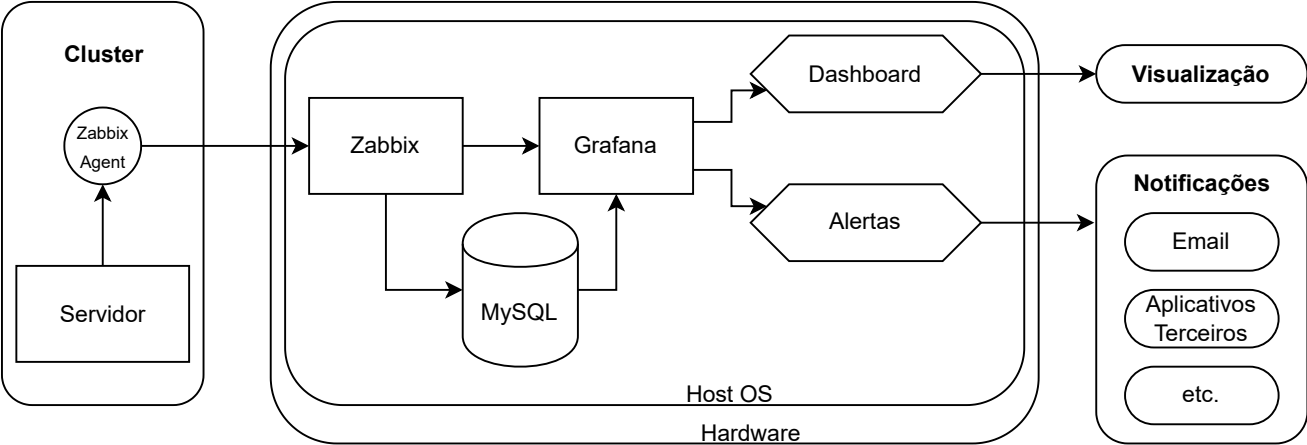 Cluster
Zabbix
Agent
Servidor
Zabbix
Grafana
MySQL
Dashboard
Alertas
Host OS
Hardware
Visualização
Notificações
Email
Aplicativos
Terceiros
etc.